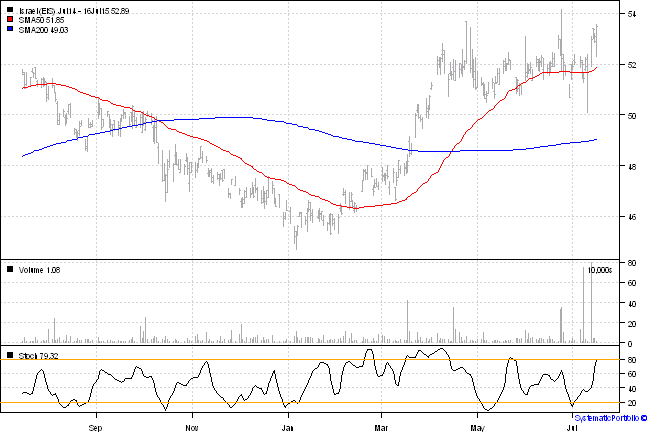 Israel(EIS) Jul14 - 16Jul15 52.89
SMA50 51.85
SMA200 49.03
54
52
50
48
46
Volume 1.08
10,000s
80
60
40
20
0
Stoch 79.32
80
60
40
20
Sep
Nov
Jan
Mar
May
Jul
SystematicPortfolio ©